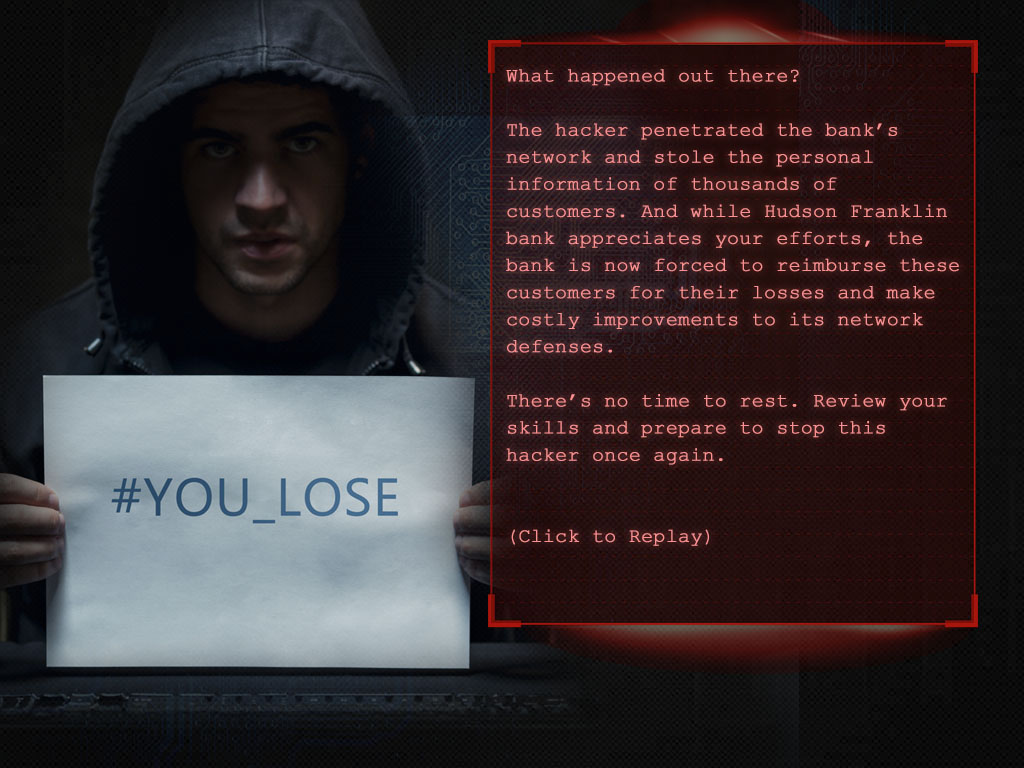 What happened out there?
The hacker penetrated the bank’s
network and stole the personal
information of thousands of
customers. And while Hudson Franklin
bank appreciates your efforts, the
bank is now forced to reimburse these
customers for their losses and make
costly improvements to its network
defenses.
There’s no time to rest. Review your
skills and prepare to stop this
hacker once again.
(Click to Replay)
#YOU_LOSE